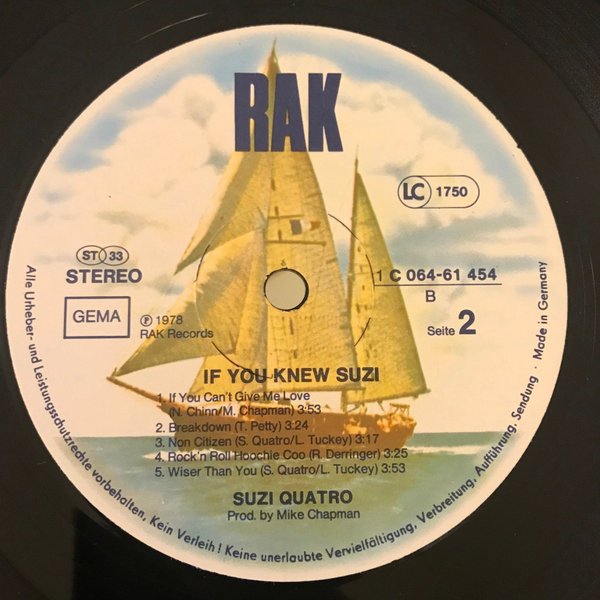 RAK
LC 1750
ST 33
STEREO
1 C 064-61 454
B
GEMA
Ⓟ 1978
RAK Records
Seite 2
IF YOU KNEW SUZI
1. If You Can't Give Me Love
(N. Chinn/M. Chapman) 3:53
2. Breakdown (T. Petty) 3:24
3. Non Citizen (S. Quatro/L. Tuckey) 3:17
4. Rock'n Roll Hoochie Coo (R. Derringer) 3:25
5. Wiser Than You (S. Quatro/L. Tuckey) 3:53
SUZI QUATRO
Prod. by Mike Chapman
Alle Urheber- und Leistungsschutzrechte vorbehalten, Kein Verleih! Keine unerlaubte Vervielfältigung, Verbreitung, Aufführung, Sendung · Made in Germany